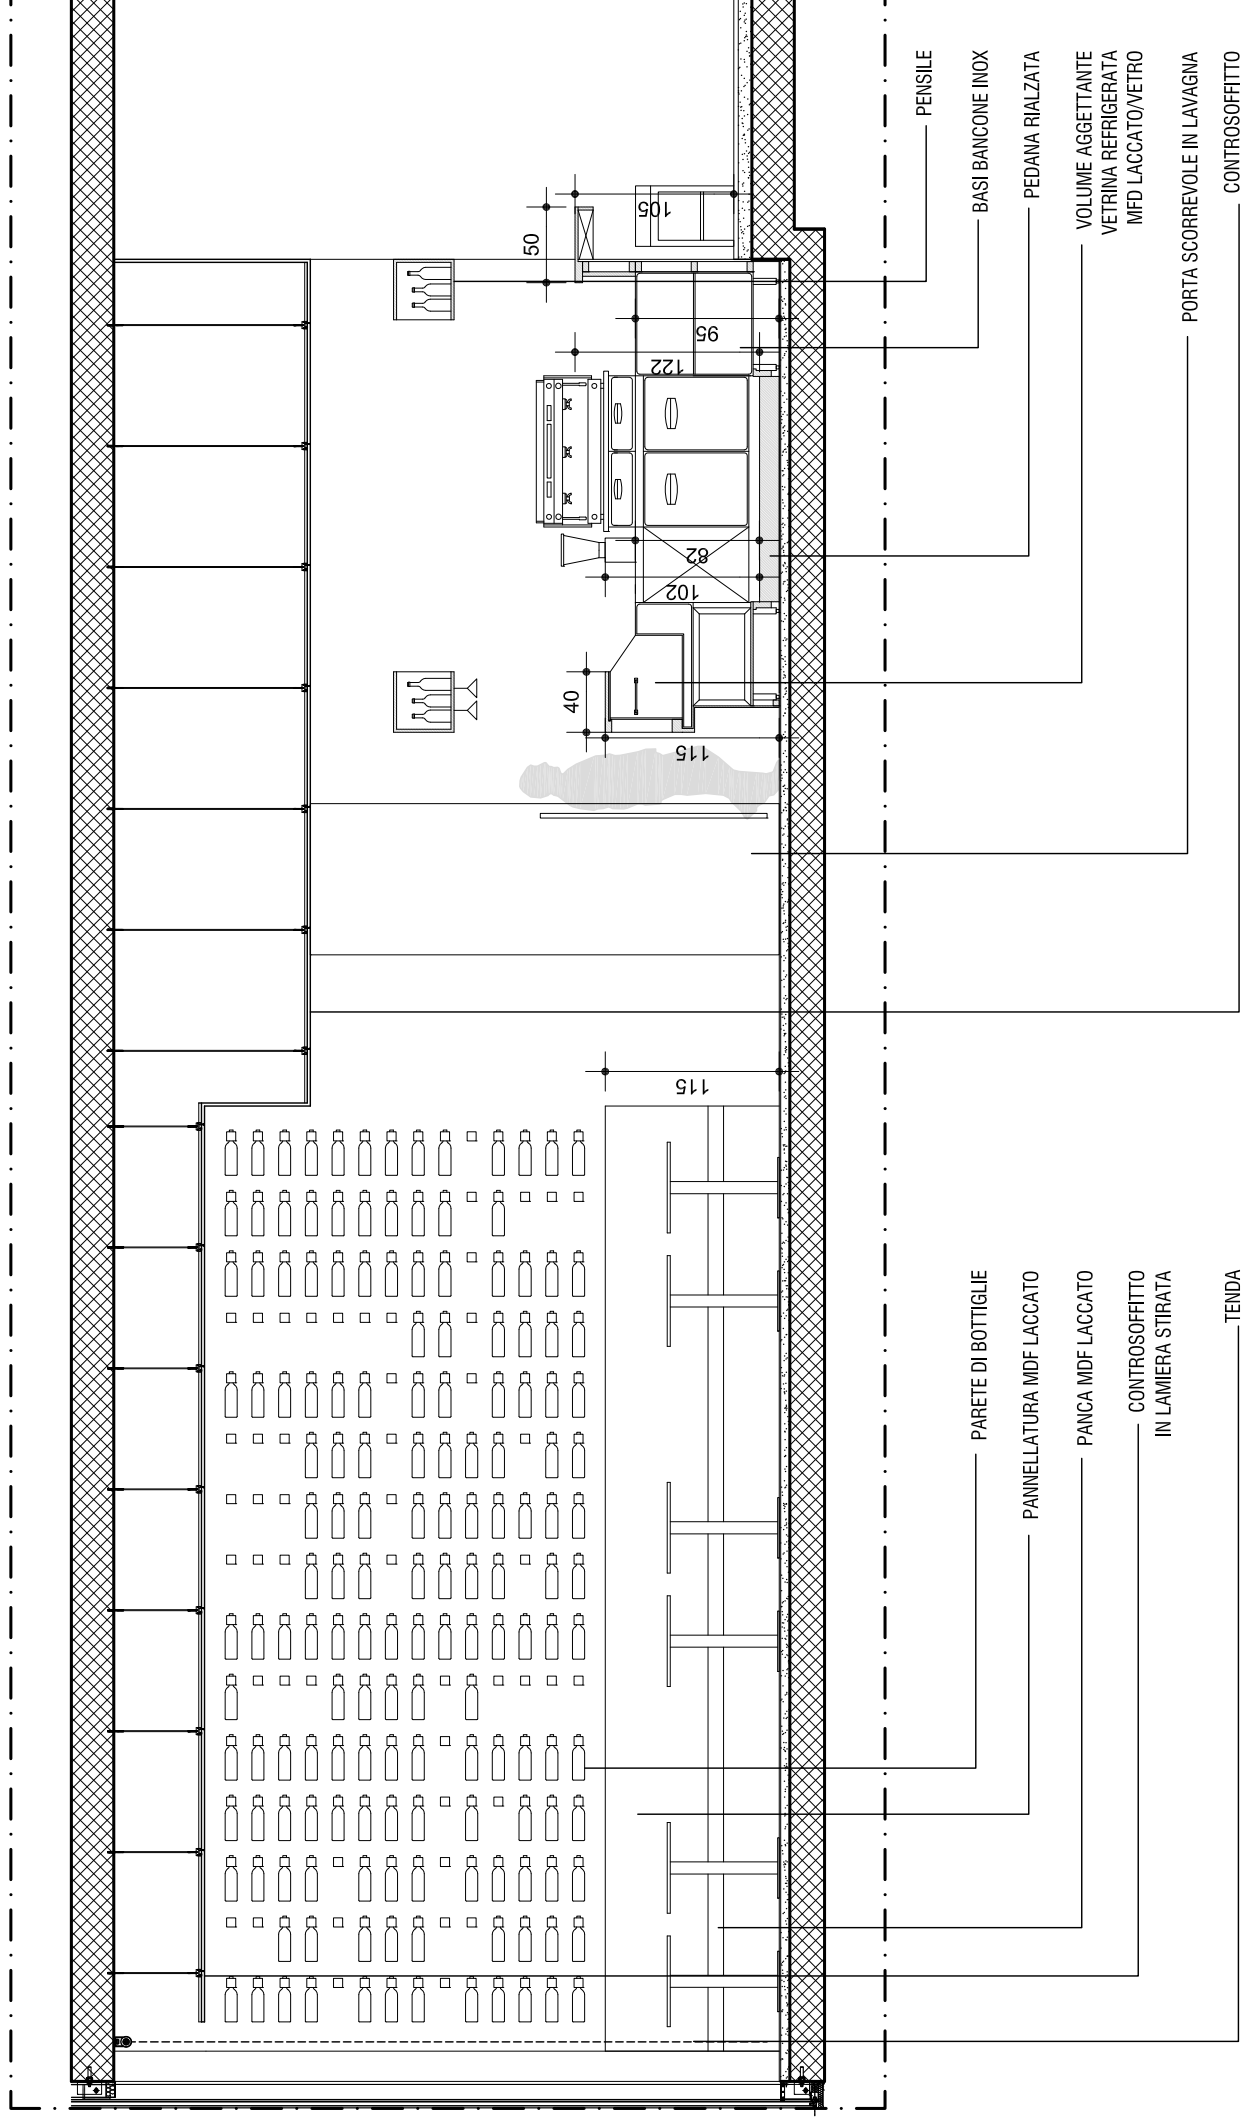 PENSILE
BASI BANCONE INOX
PEDANA RIALZATA
VOLUME AGGETTANTE
VETRINA REFRIGERATA
MFD LACCATO/VETRO
PORTA SCORREVOLE IN LAVAGNA
CONTROSOFFITTO
PARETE DI BOTTIGLIE
PANNELLATURA MDF LACCATO
PANCA MDF LACCATO
CONTROSOFFITTO
IN LAMIERA STIRATA
TENDA
50
105
95
122
82
102
40
115
115